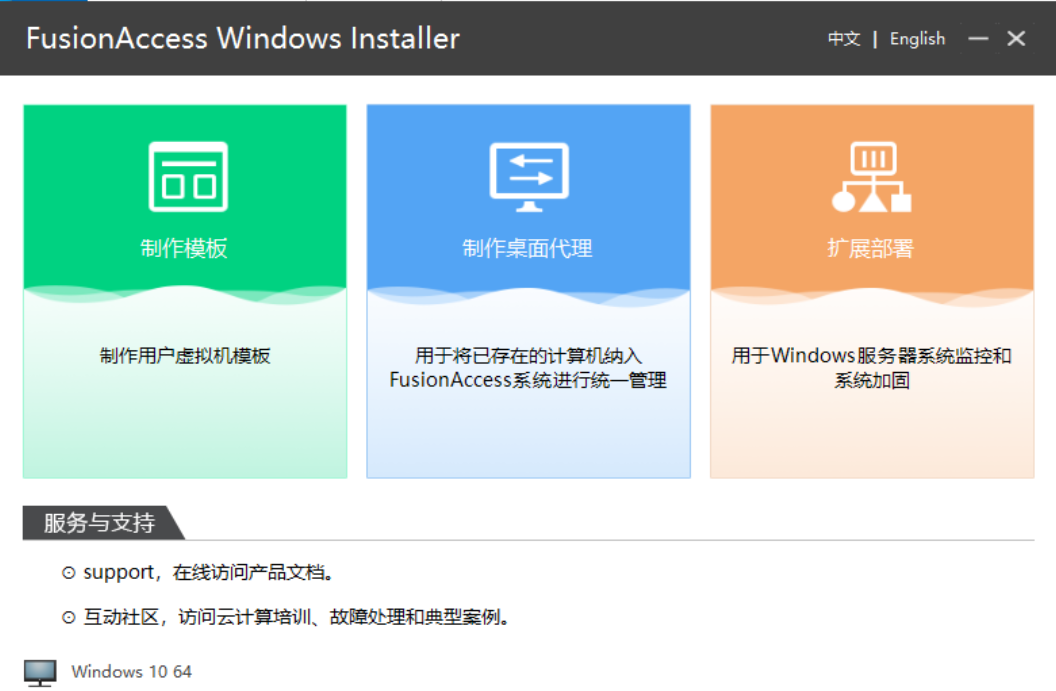 FusionAccess Windows Installer
中文 | English
制作模板
制作桌面代理
扩展部署
制作用户虚拟机模板
用于将已存在的计算机纳入
FusionAccess系统进行统一管理
用于Windows服务器系统监控和
系统加固
服务与支持
support，在线访问产品文档。
互动社区，访问云计算培训、故障处理和典型案例。
Windows 10 64